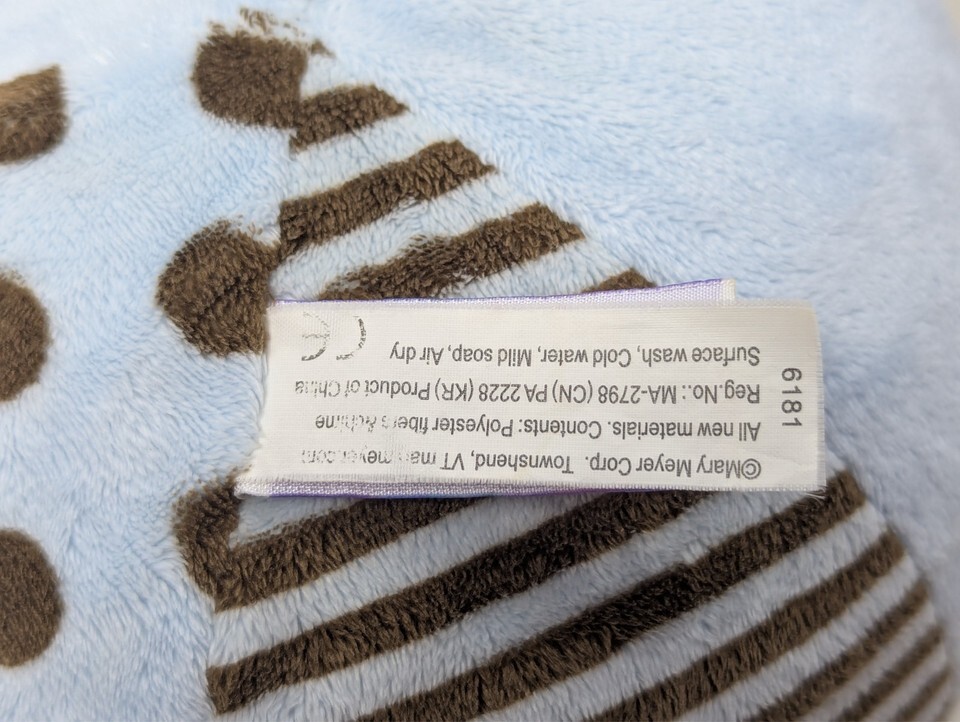 ©Mary Meyer Corp. Townshend, VT marymeyer.com
All new materials. Contents: Polyester fiber
Reg.No.: MA-2798 (CN) PA 2228 (KR) Product of China
Surface wash, Cold water, Mild soap, Air dry
CE
6181